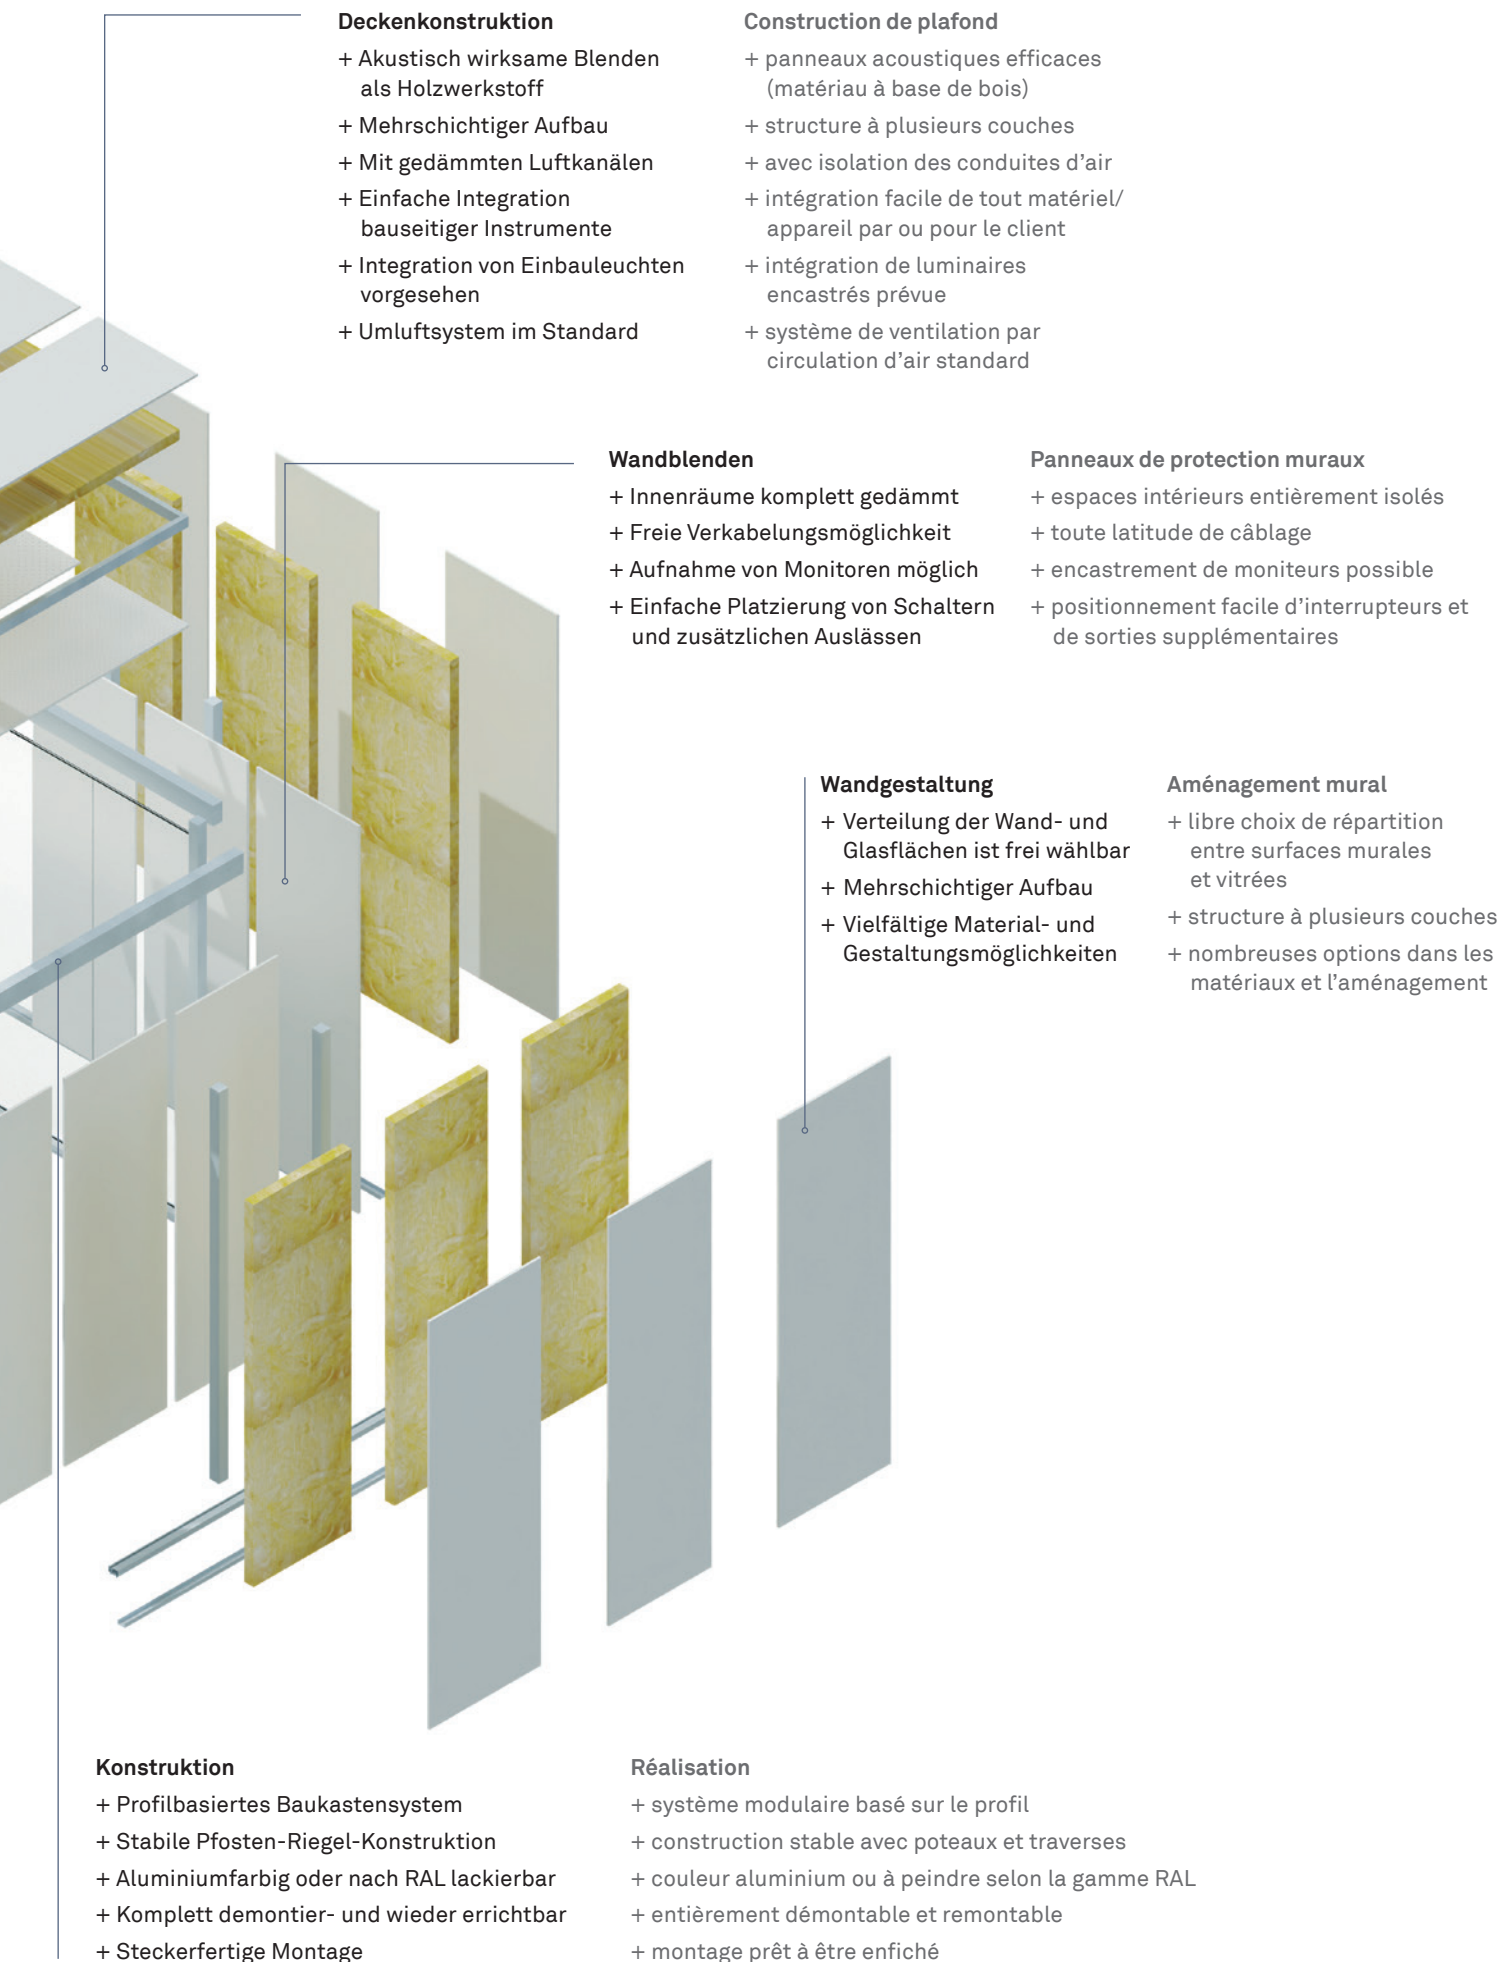 Deckenkonstruktion
+ Akustisch wirksame Blenden
als Holzwerkstoff
+ Mehrschichtiger Aufbau
+ Mit gedämmten Luftkanälen
+ Einfache Integration
bauseitiger Instrumente
+ Integration von Einbauleuchten
vorgesehen
+ Umluftsystem im Standard
Construction de plafond
+ panneaux acoustiques efficaces
(matériau à base de bois)
+ structure à plusieurs couches
+ avec isolation des conduites d’air
+ intégration facile de tout matériel/
appareil par ou pour le client
+ intégration de luminaires
encastrés prévue
+ système de ventilation par
circulation d’air standard
Wandblenden
+ Innenräume komplett gedämmt
+ Freie Verkabelungsmöglichkeit
+ Aufnahme von Monitoren möglich
+ Einfache Platzierung von Schaltern
und zusätzlichen Auslässen
Panneaux de protection muraux
+ espaces intérieurs entièrement isolés
+ toute latitude de câblage
+ encastrement de moniteurs possible
+ positionnement facile d’interrupteurs et
de sorties supplémentaires
Wandgestaltung
+ Verteilung der Wand- und
Glasflächen ist frei wählbar
+ Mehrschichtiger Aufbau
+ Vielfältige Material- und
Gestaltungsmöglichkeiten
Aménagement mural
+ libre choix de répartition
entre surfaces murales
et vitrées
+ structure à plusieurs couches
+ nombreuses options dans les
matériaux et l’aménagement
Konstruktion
+ Profilbasiertes Baukastensystem
+ Stabile Pfosten-Riegel-Konstruktion
+ Aluminiumfarbig oder nach RAL lackierbar
+ Komplett demontier- und wieder errichtbar
+ Steckerfertige Montage
Réalisation
+ système modulaire basé sur le profil
+ construction stable avec poteaux et traverses
+ couleur aluminium ou à peindre selon la gamme RAL
+ entièrement démontable et remontable
+ montage prêt à être enfiché